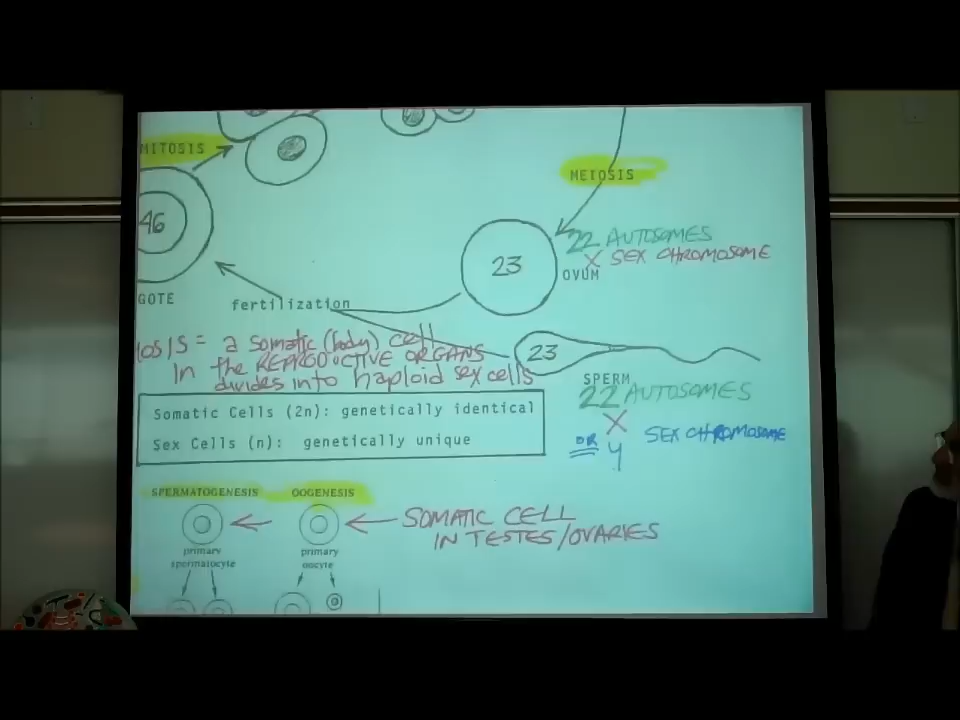 MITOSIS
MEIOSIS
46
23
22 AUTOSOMES
X SEX CHROMOSOME
OVUM
GOTE
fertilization
OSIS = a somatic (body) cell
in the REPRODUCTIVE ORGANS
divides into haploid sex cells
23
SPERM
22 AUTOSOMES
X
OR Y SEX CHROMOSOME
Somatic Cells (2n): genetically identical
Sex Cells (n): genetically unique
SPERMATOGENESIS OOGENESIS
SOMATIC CELL
IN TESTES/OVARIES
primary
spermatocyte
primary
oocyte